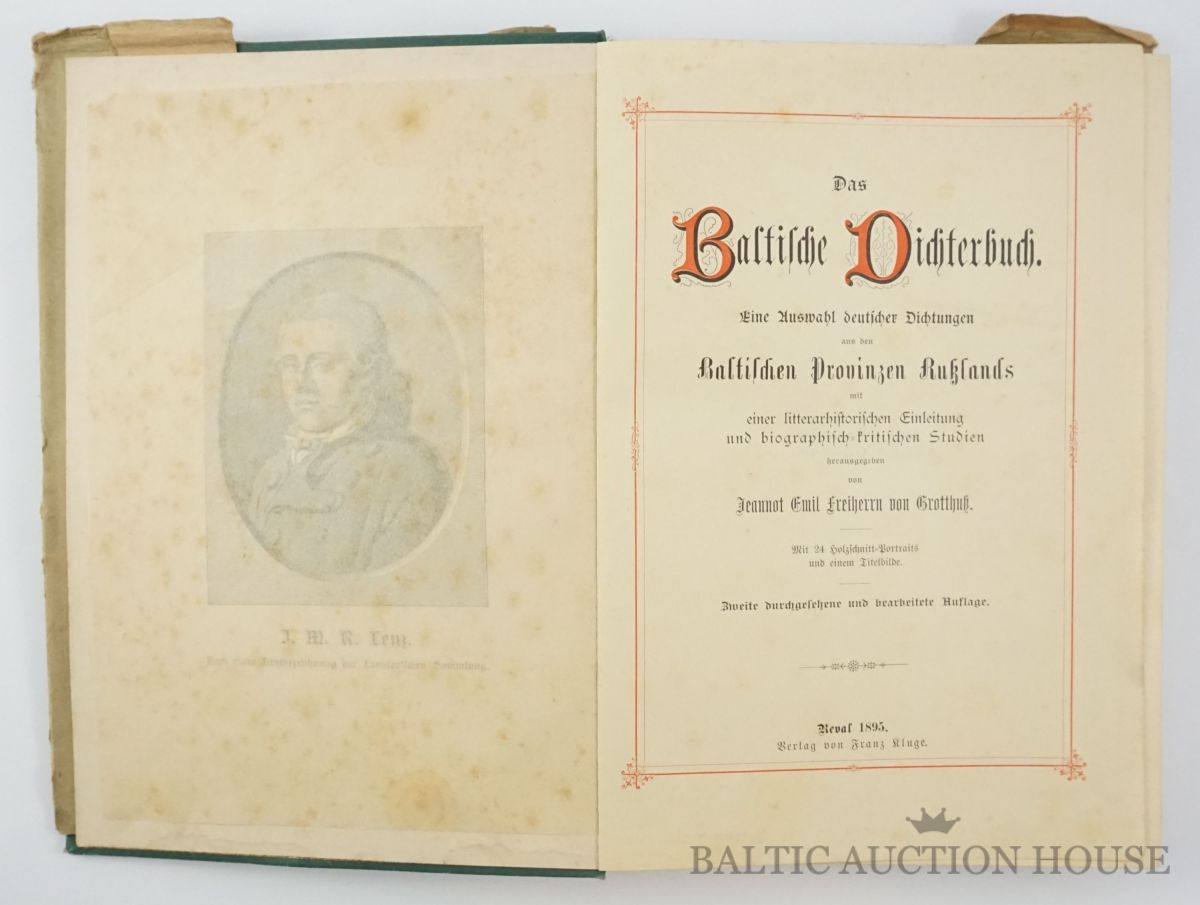 J. M. R. Lenz.
Das
Baltische Dichterbuch.
Eine Auswahl deutscher Dichtungen
aus den
Baltischen Provinzen Rußlands
mit
einer litterarhistorischen Einleitung
und biographisch-kritischen Studien
herausgegeben
von
Jeannot Emil Freiherrn von Grotthuß.
Mit 24 Holzschnitt-Portraits
und einem Titelbilde.
Zweite durchgesehene und bearbeitete Auflage.
Reval 1895.
Verlag von Franz Kluge.
BALTIC AUCTION HOUSE